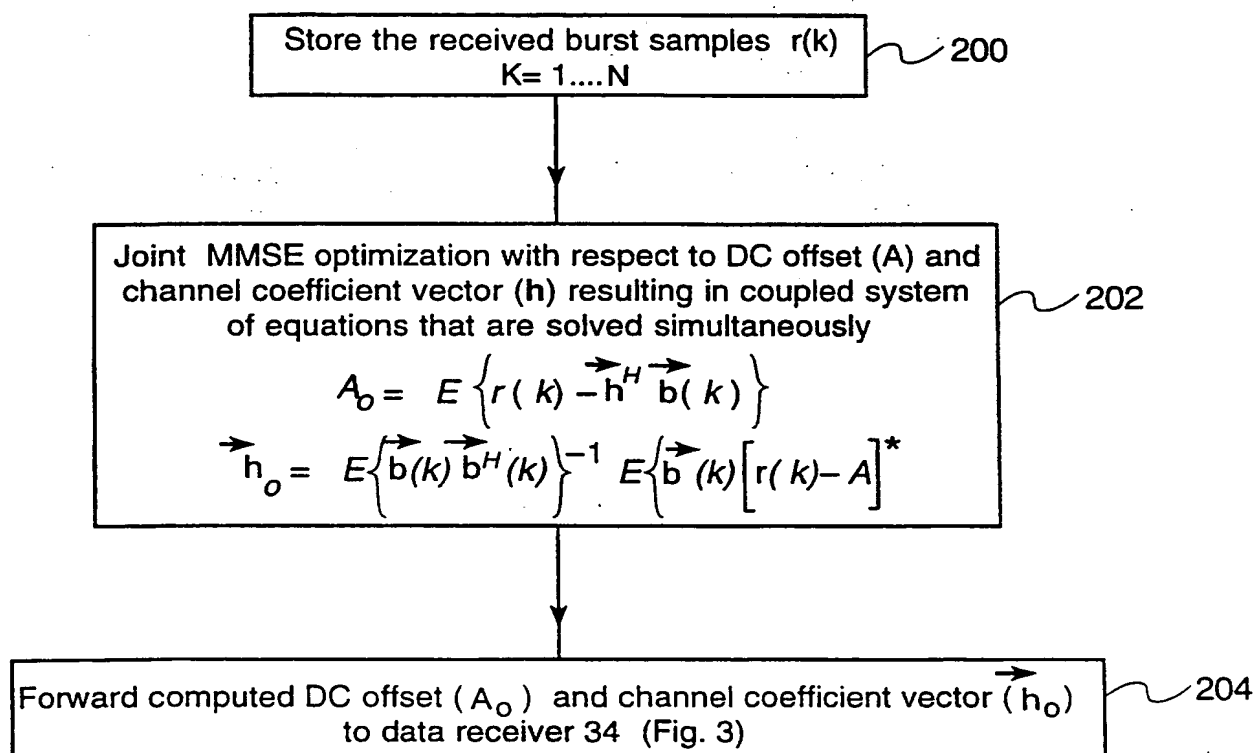 Store the received burst samples r(k)
K= 1....N
200
Joint MMSE optimization with respect to DC offset (A) and
channel coefficient vector (h) resulting in coupled system
of equations that are solved simultaneously
202
A_o = E {r(k) - h⃗^H b⃗(k)}
h⃗_o = E{b⃗(k) b⃗^H(k)}^-1 E{b⃗(k)[r(k) - A]^*
Forward computed DC offset (A_o) and channel coefficient vector (h⃗_o)
to data receiver 34 (Fig. 3)
204